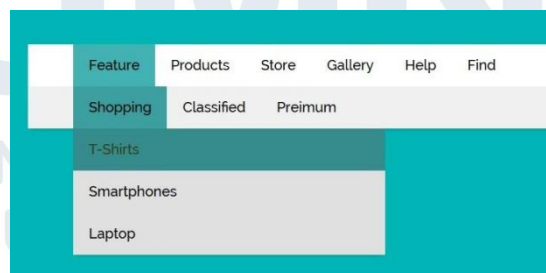 Feature Products Store Gallery Help Find
Shopping Classified Preimum
T-Shirts
Smartphones
Laptop